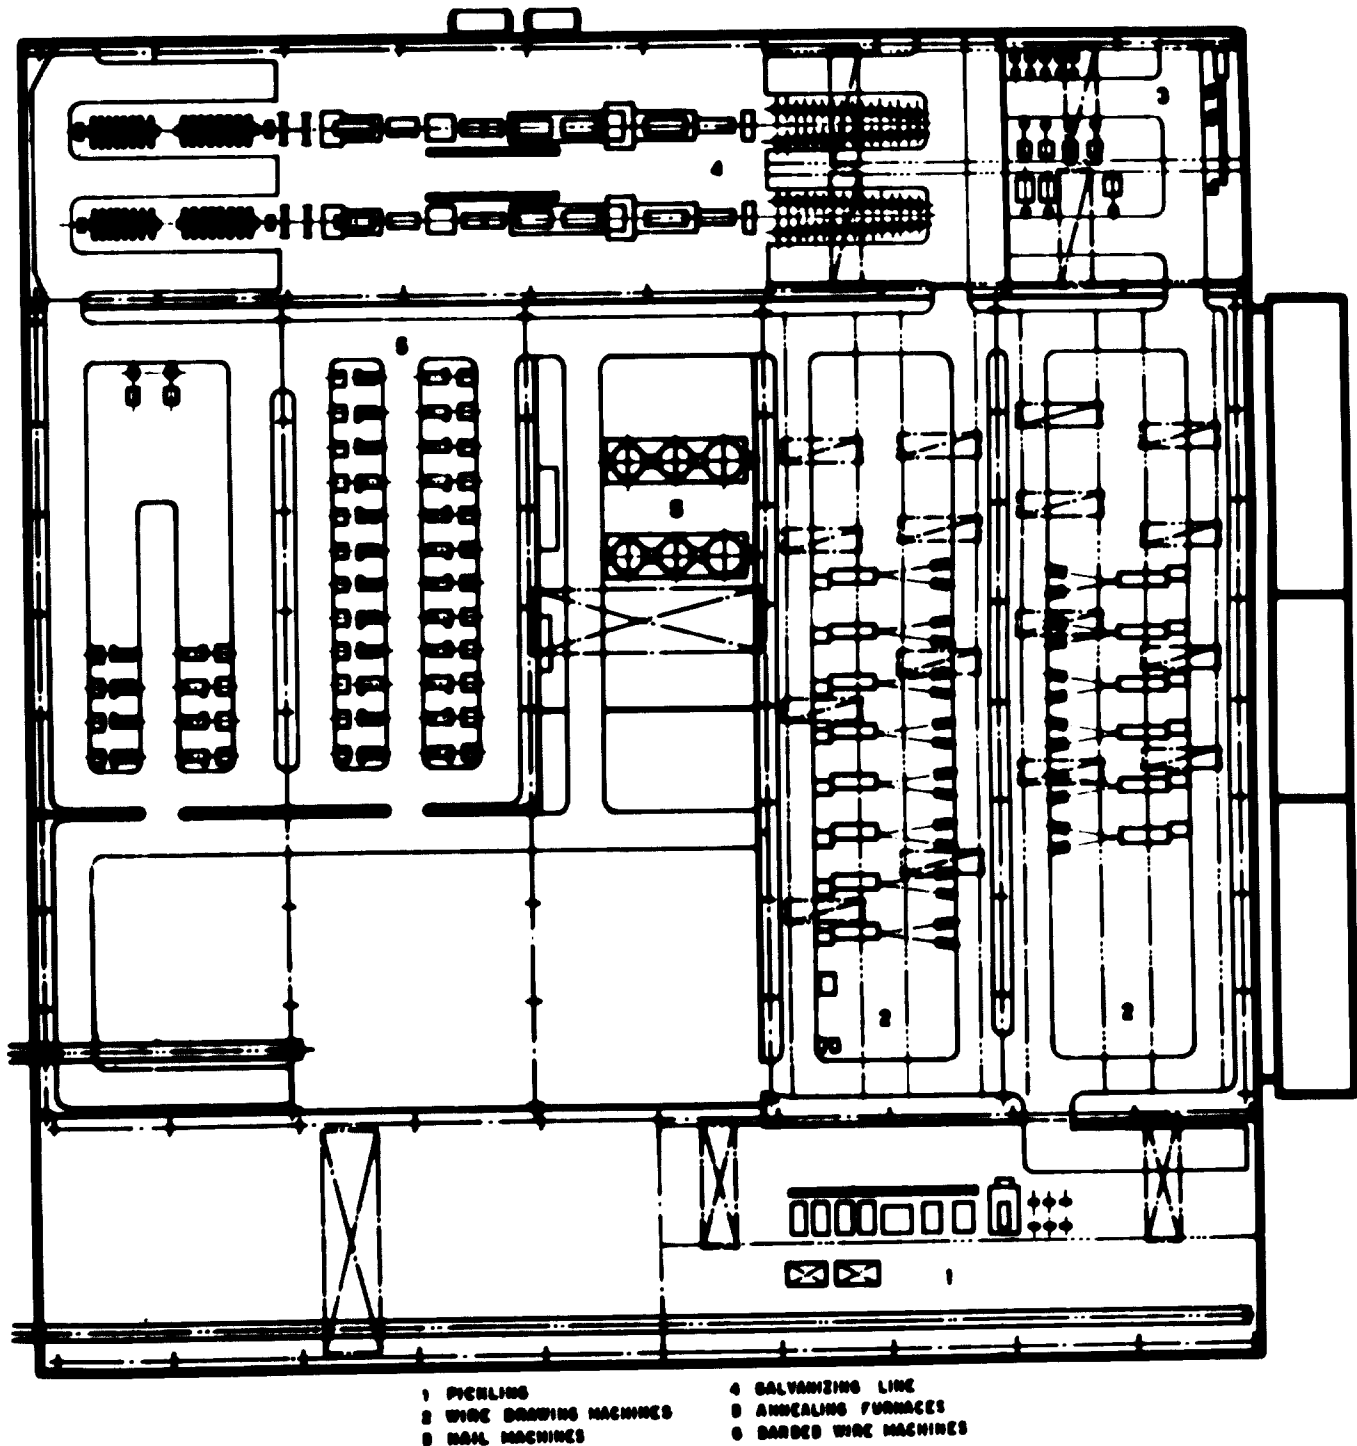 3
4
5
2
2
1
1 PICKLING
2 WIRE DRAWING MACHINES
3 NAIL MACHINES
4 GALVANIZING LINE
5 ANNEALING FURNACES
6 BARBED WIRE MACHINES